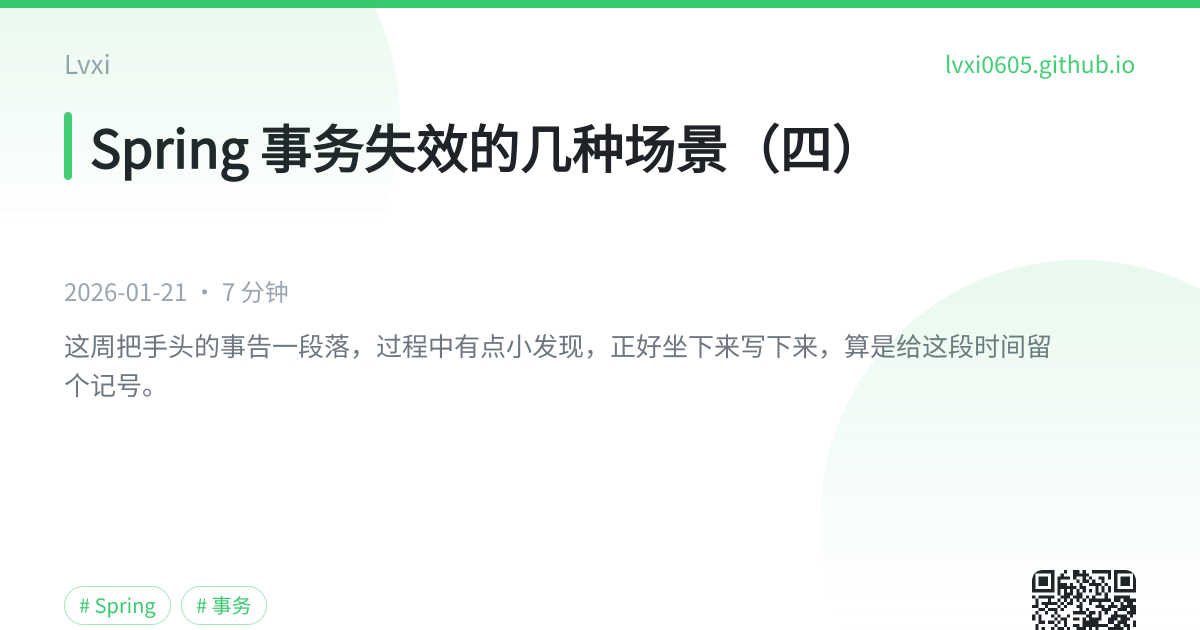 Lvxi
lvxi0605.github.io
Spring 事务失效的几种场景（四）
2026-01-21 · 7 分钟
这周把手头的事告一段落，过程中有点小发现，正好坐下来写下来，算是给这段时间留
个记号。
# Spring
# 事务